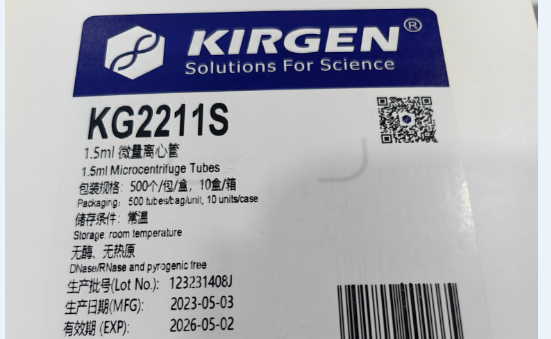 KIRGEN®
Solutions For Science
KG2211S
1.5ml 微量离心管
1.5ml Microcentrifuge Tubes
包装规格：500个/包/盒，10盒/箱
Packaging: 500 tubes/bag/unit, 10 units/case
储存条件：常温
Storage: room temperature
无酶、无热原
DNase/RNase and pyrogenic free
生产批号(Lot No.): 123231408J
生产日期(MFG): 2023-05-03
有效期 (EXP): 2026-05-02